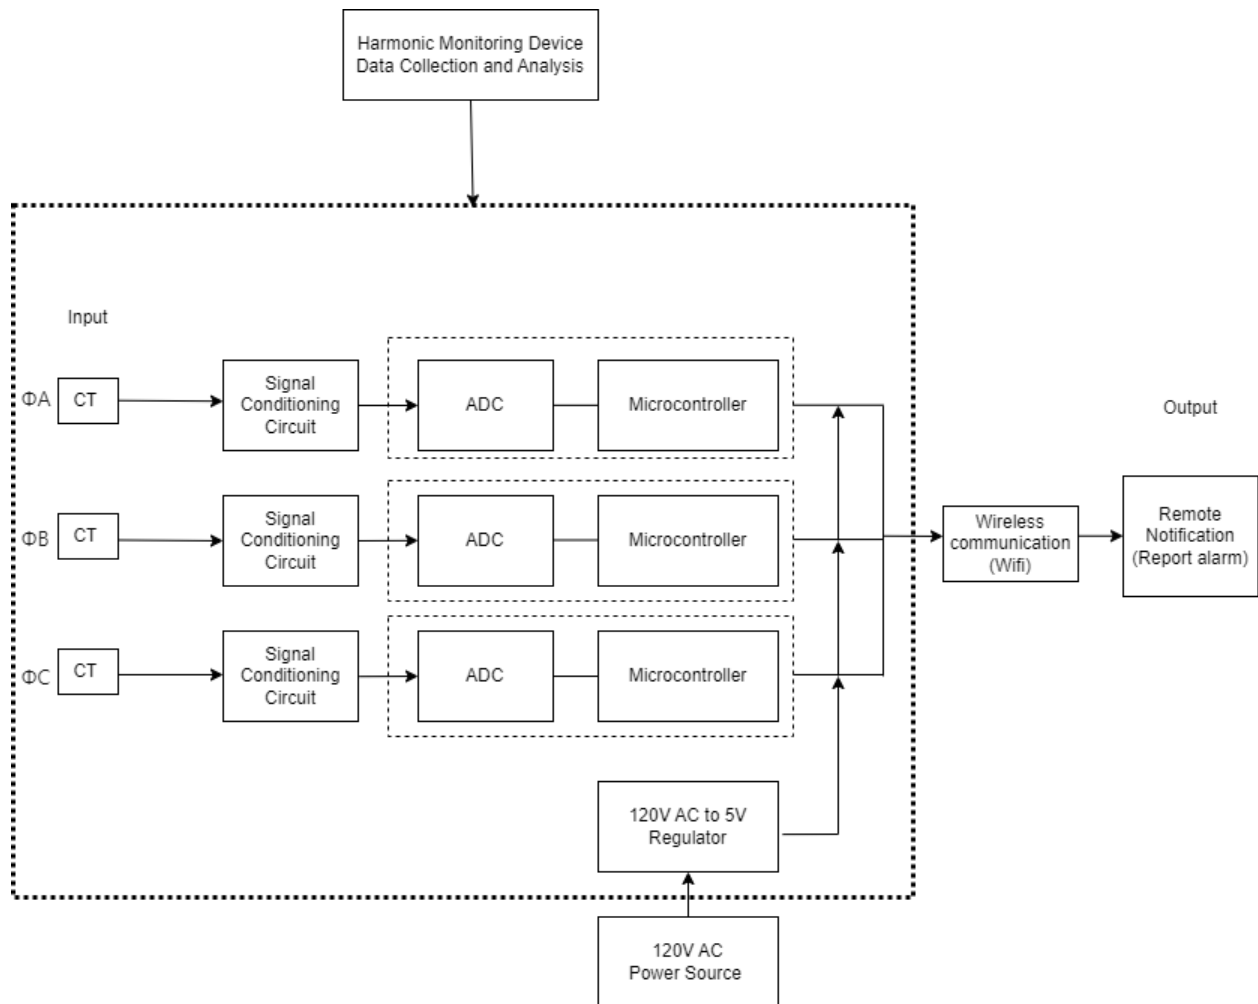 Harmonic Monitoring Device
Data Collection and Analysis
Input
ΦA
CT
Signal
Conditioning
Circuit
ADC
Microcontroller
Output
ΦB
CT
Signal
Conditioning
Circuit
ADC
Microcontroller
Wireless
communication
(Wifi)
Remote
Notification
(Report alarm)
ΦC
CT
Signal
Conditioning
Circuit
ADC
Microcontroller
120V AC to 5V
Regulator
120V AC
Power Source